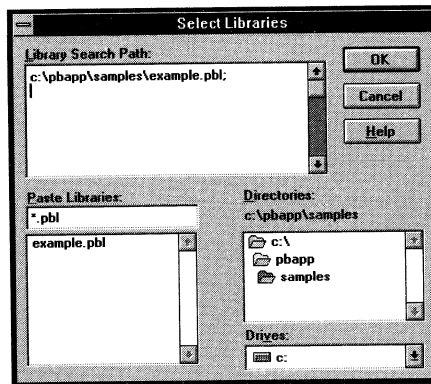 Select Libraries
Library Search Path:
c:\pbapp\samples\example.pbl;
OK
Cancel
Help
Paste Libraries:
*.pbl
example.pbl
Directories:
c:\pbapp\samples
c:\
pbapp
samples
Drives:
c: